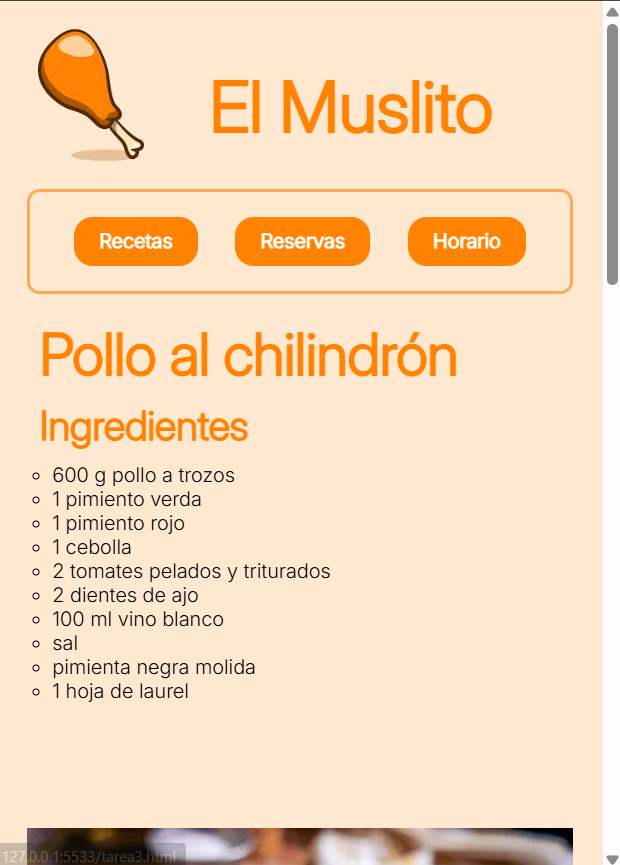 El Muslito
Recetas Reservas Horario
Pollo al chilindrón
Ingredientes
600 g pollo a trozos
1 pimiento verda
1 pimiento rojo
1 cebolla
2 tomates pelados y triturados
2 dientes de ajo
100 ml vino blanco
sal
pimienta negra molida
1 hoja de laurel
127.0.0.1:5533/tarea3.html